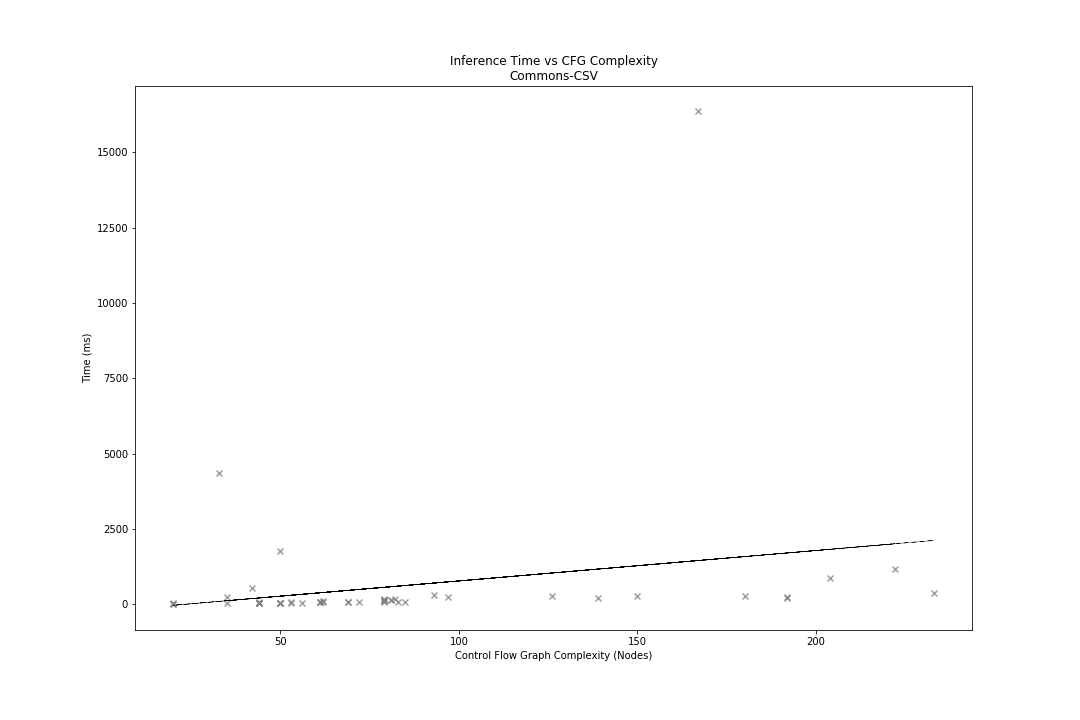 Inference Time vs CFG Complexity
Commons-CSV
15000
12500
10000
7500
5000
2500
0
Time (ms)
50 100 150 200
Control Flow Graph Complexity (Nodes)